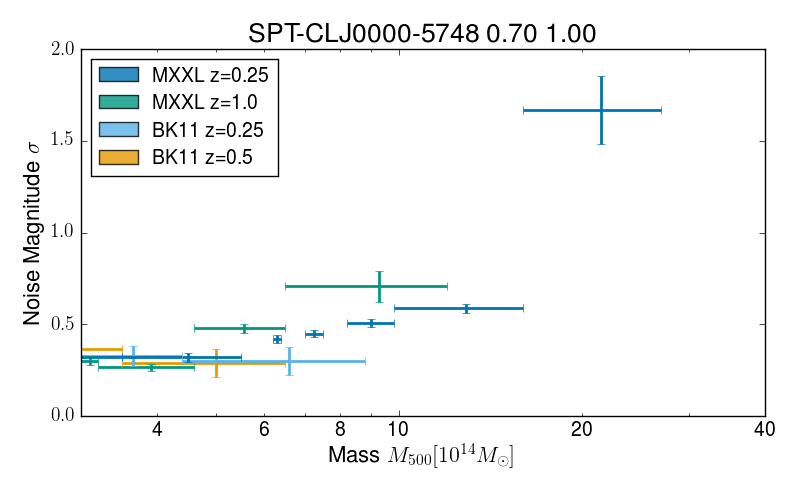 SPT-CLJ0000-5748 0.70 1.00
2.0
MXXL z=0.25
MXXL z=1.0
BK11 z=0.25
BK11 z=0.5
1.5
1.0
0.5
0.0
Noise Magnitude σ
4 6 8 10 20 40
Mass M₅₀₀[10¹⁴M☉]